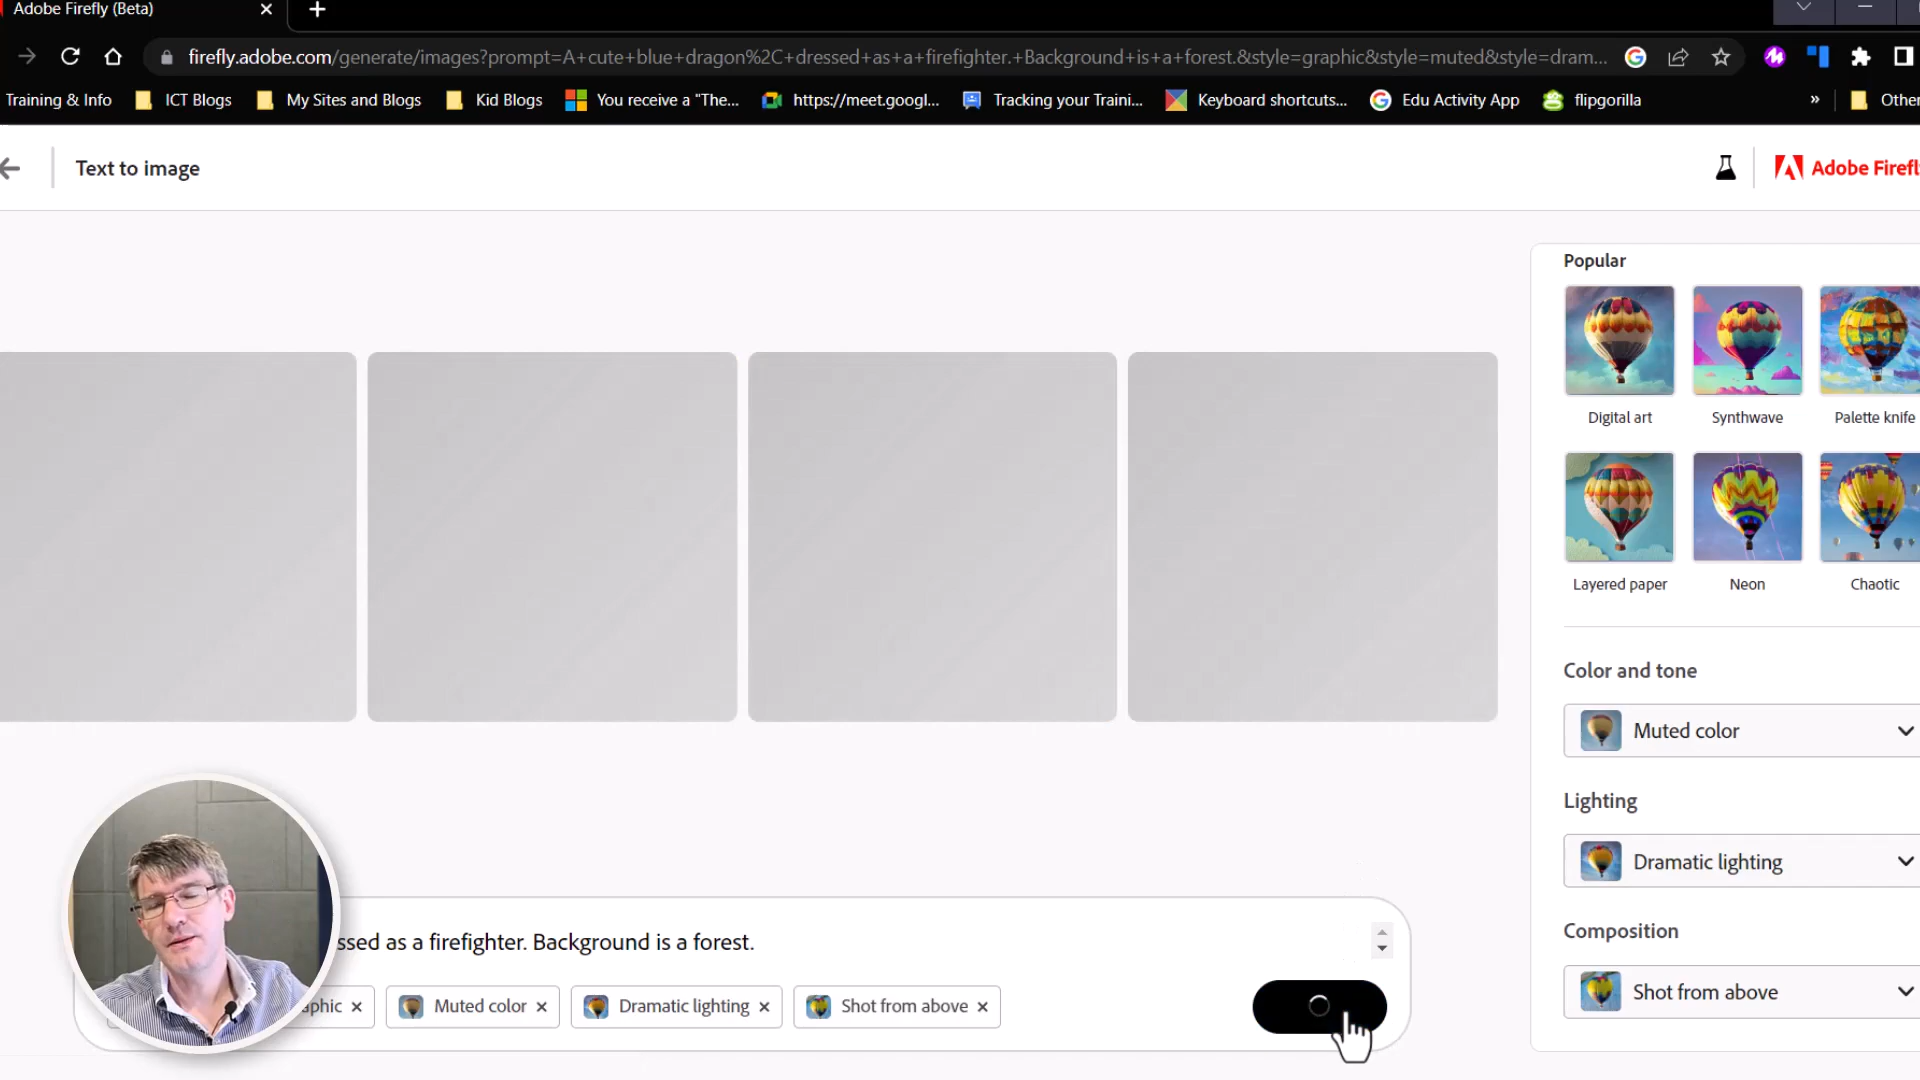 Adobe Firefly (Beta)
firefly.adobe.com/generate/images?prompt=A+cute+blue+dragon%2C+dressed+as+a+firefighter.+Background+is+a+forest.&style=graphic&style=muted&style=dram...
Training & Info ICT Blogs My Sites and Blogs Kid Blogs You receive a "The... https://meet.googl... Tracking your Traini... Keyboard shortcuts... Edu Activity App flipgorilla » Other
Text to image
Adobe Firefl
Popular
Digital art Synthwave Palette knife
Layered paper Neon Chaotic
Color and tone
Muted color
Lighting
Dramatic lighting
Composition
Shot from above
ssed as a firefighter. Background is a forest.
aphic Muted color Dramatic lighting Shot from above